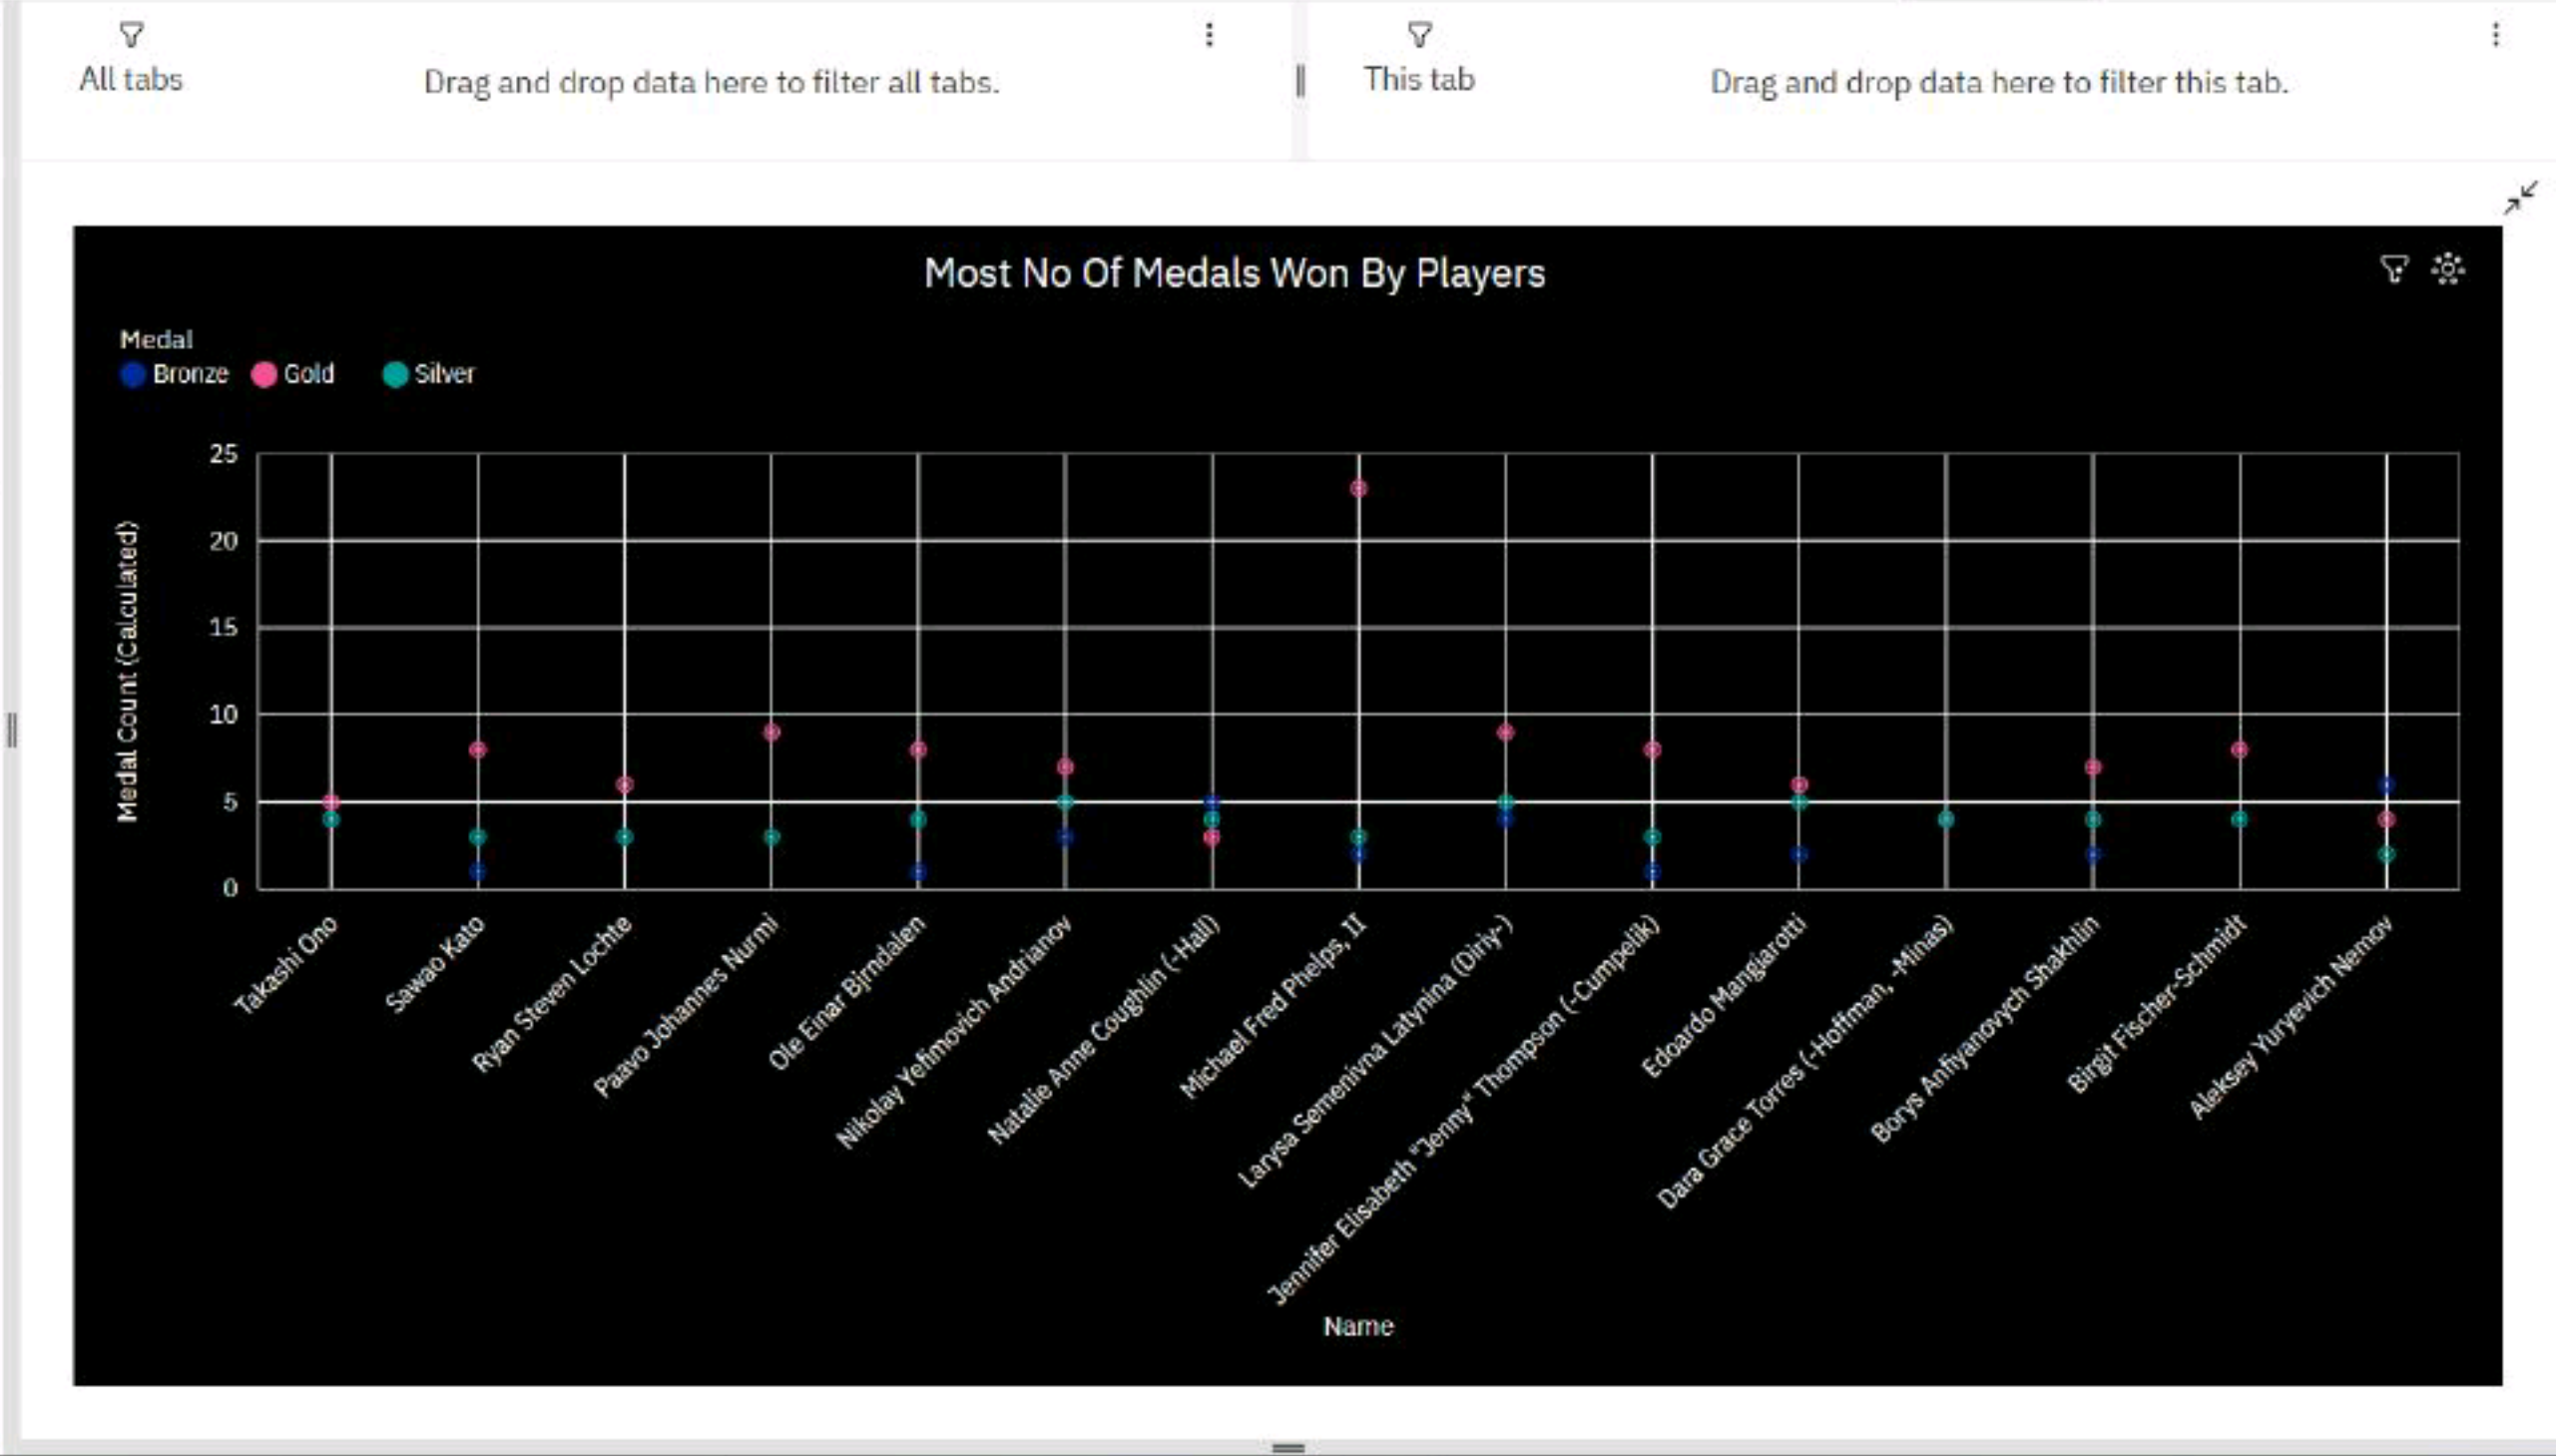 All tabs
Drag and drop data here to filter all tabs.
This tab
Drag and drop data here to filter this tab.
Most No Of Medals Won By Players
Medal
Bronze
Gold
Silver
25
20
15
10
5
0
Medal Count (Calculated)
Takashi Ono
Sawao Kato
Ryan Steven Lochte
Paavo Johannes Nurmi
Ole Einar Bjrndalen
Nikolay Yefimovich Andrianov
Natalie Anne Coughlin (-Hall)
Michael Fred Phelps, II
Larysa Semenivna Latynina (Diriy-)
Jennifer Elisabeth "Jenny" Thompson (-Cumpelik)
Edoardo Mangiarotti
Dara Grace Torres (-Hoffman, -Minas)
Borys Anfiyanovych Shakhlin
Birgit Fischer-Schmidt
Aleksey Yuryevich Nemov
Name